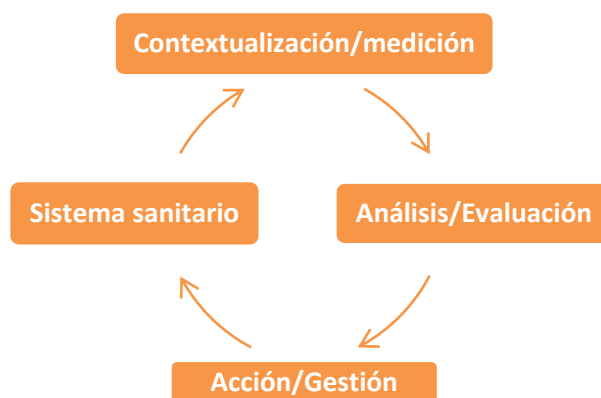 Contextualización/medición
Sistema sanitario
Análisis/Evaluación
Acción/Gestión